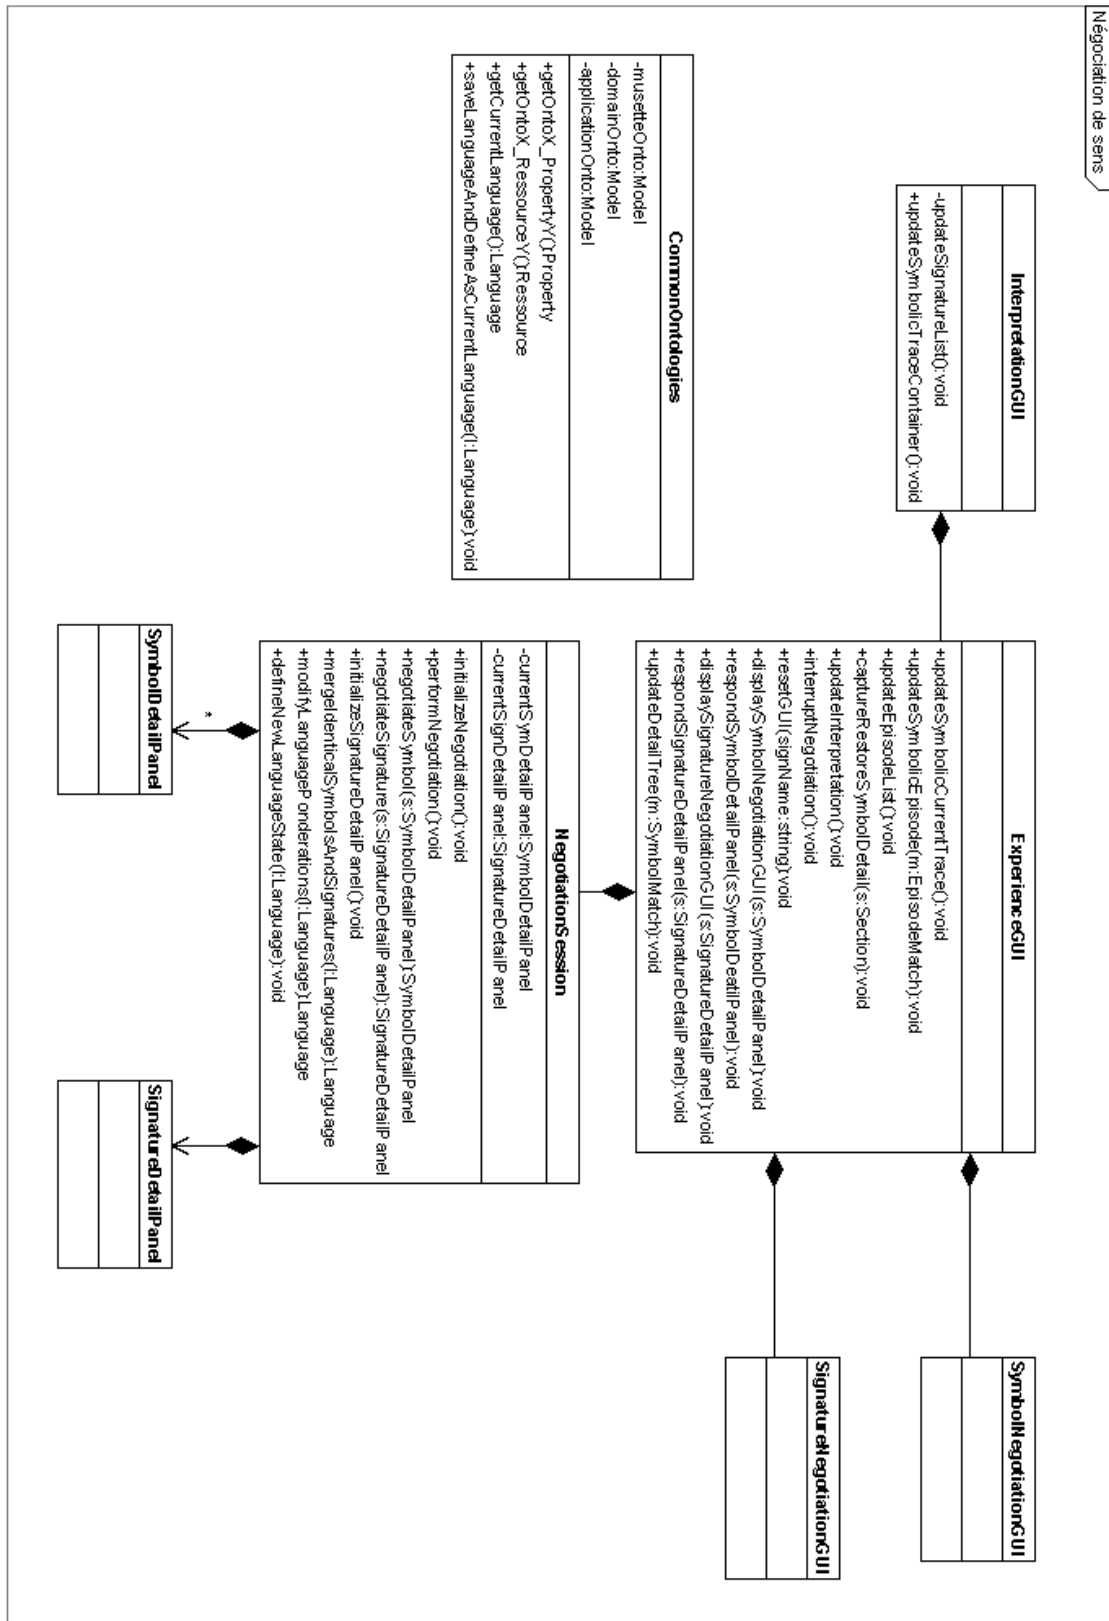 Négociation de sens
InterpretationGUI
-updateSignatureList():void
+updateSymbolicTraceContainer():void
CommonOntologies
-musetteOnto:Model
-domainOnto:Model
-applicationOnto:Model
+getOntoX_PropertyY():Property
+getOntoX_RessourceY():Ressource
+getCurrentLanguage():Language
+saveLanguageAndDefineAsCurrentLanguage(l:Language):void
ExperienceGUI
+updateSymbolicCurrentTrace():void
+updateSymbolicEpisode(m:EpisodeMatch):void
+updateEpisodeList():void
+captureRestoreSymbolDetail(s:Section):void
+updateInterpretation():void
+interruptNegotiation():void
+resetGUI(signName:string):void
+displaySymbolNegotiationGUI(s:SymbolDetailPanel):void
+respondSymbolDetailPanel(s:SymbolDeatilPanel):void
+displaySignatureNegotiationGUI(s:SignatureDetailPanel):void
+respondSignatureDetailPanel(s:SignatureDetailPanel):void
+updateDetailTree(m:SymbolMatch):void
SymbolNegotiationGUI
SignatureNegotiationGUI
NegotiationSession
-currentSymDetailPanel:SymbolDetailPanel
-currentSignDetailPanel:SignatureDetailPanel
+initializeNegotiation():void
+performNegotiation():void
+negotiateSymbol(s:SymbolDetailPanel):SymbolDetailPanel
+negotiateSignature(s:SignatureDetailPanel):SignatureDetailPanel
+initializeSignatureDetailPanel():void
+mergeIdenticalSymbolsAndSignatures(l:Language):Language
+modifyLanguagePonderations(l:Language):Language
+defineNewLanguageState(l:Language):void
*
SymbolDetailPanel
SignatureDetailPanel